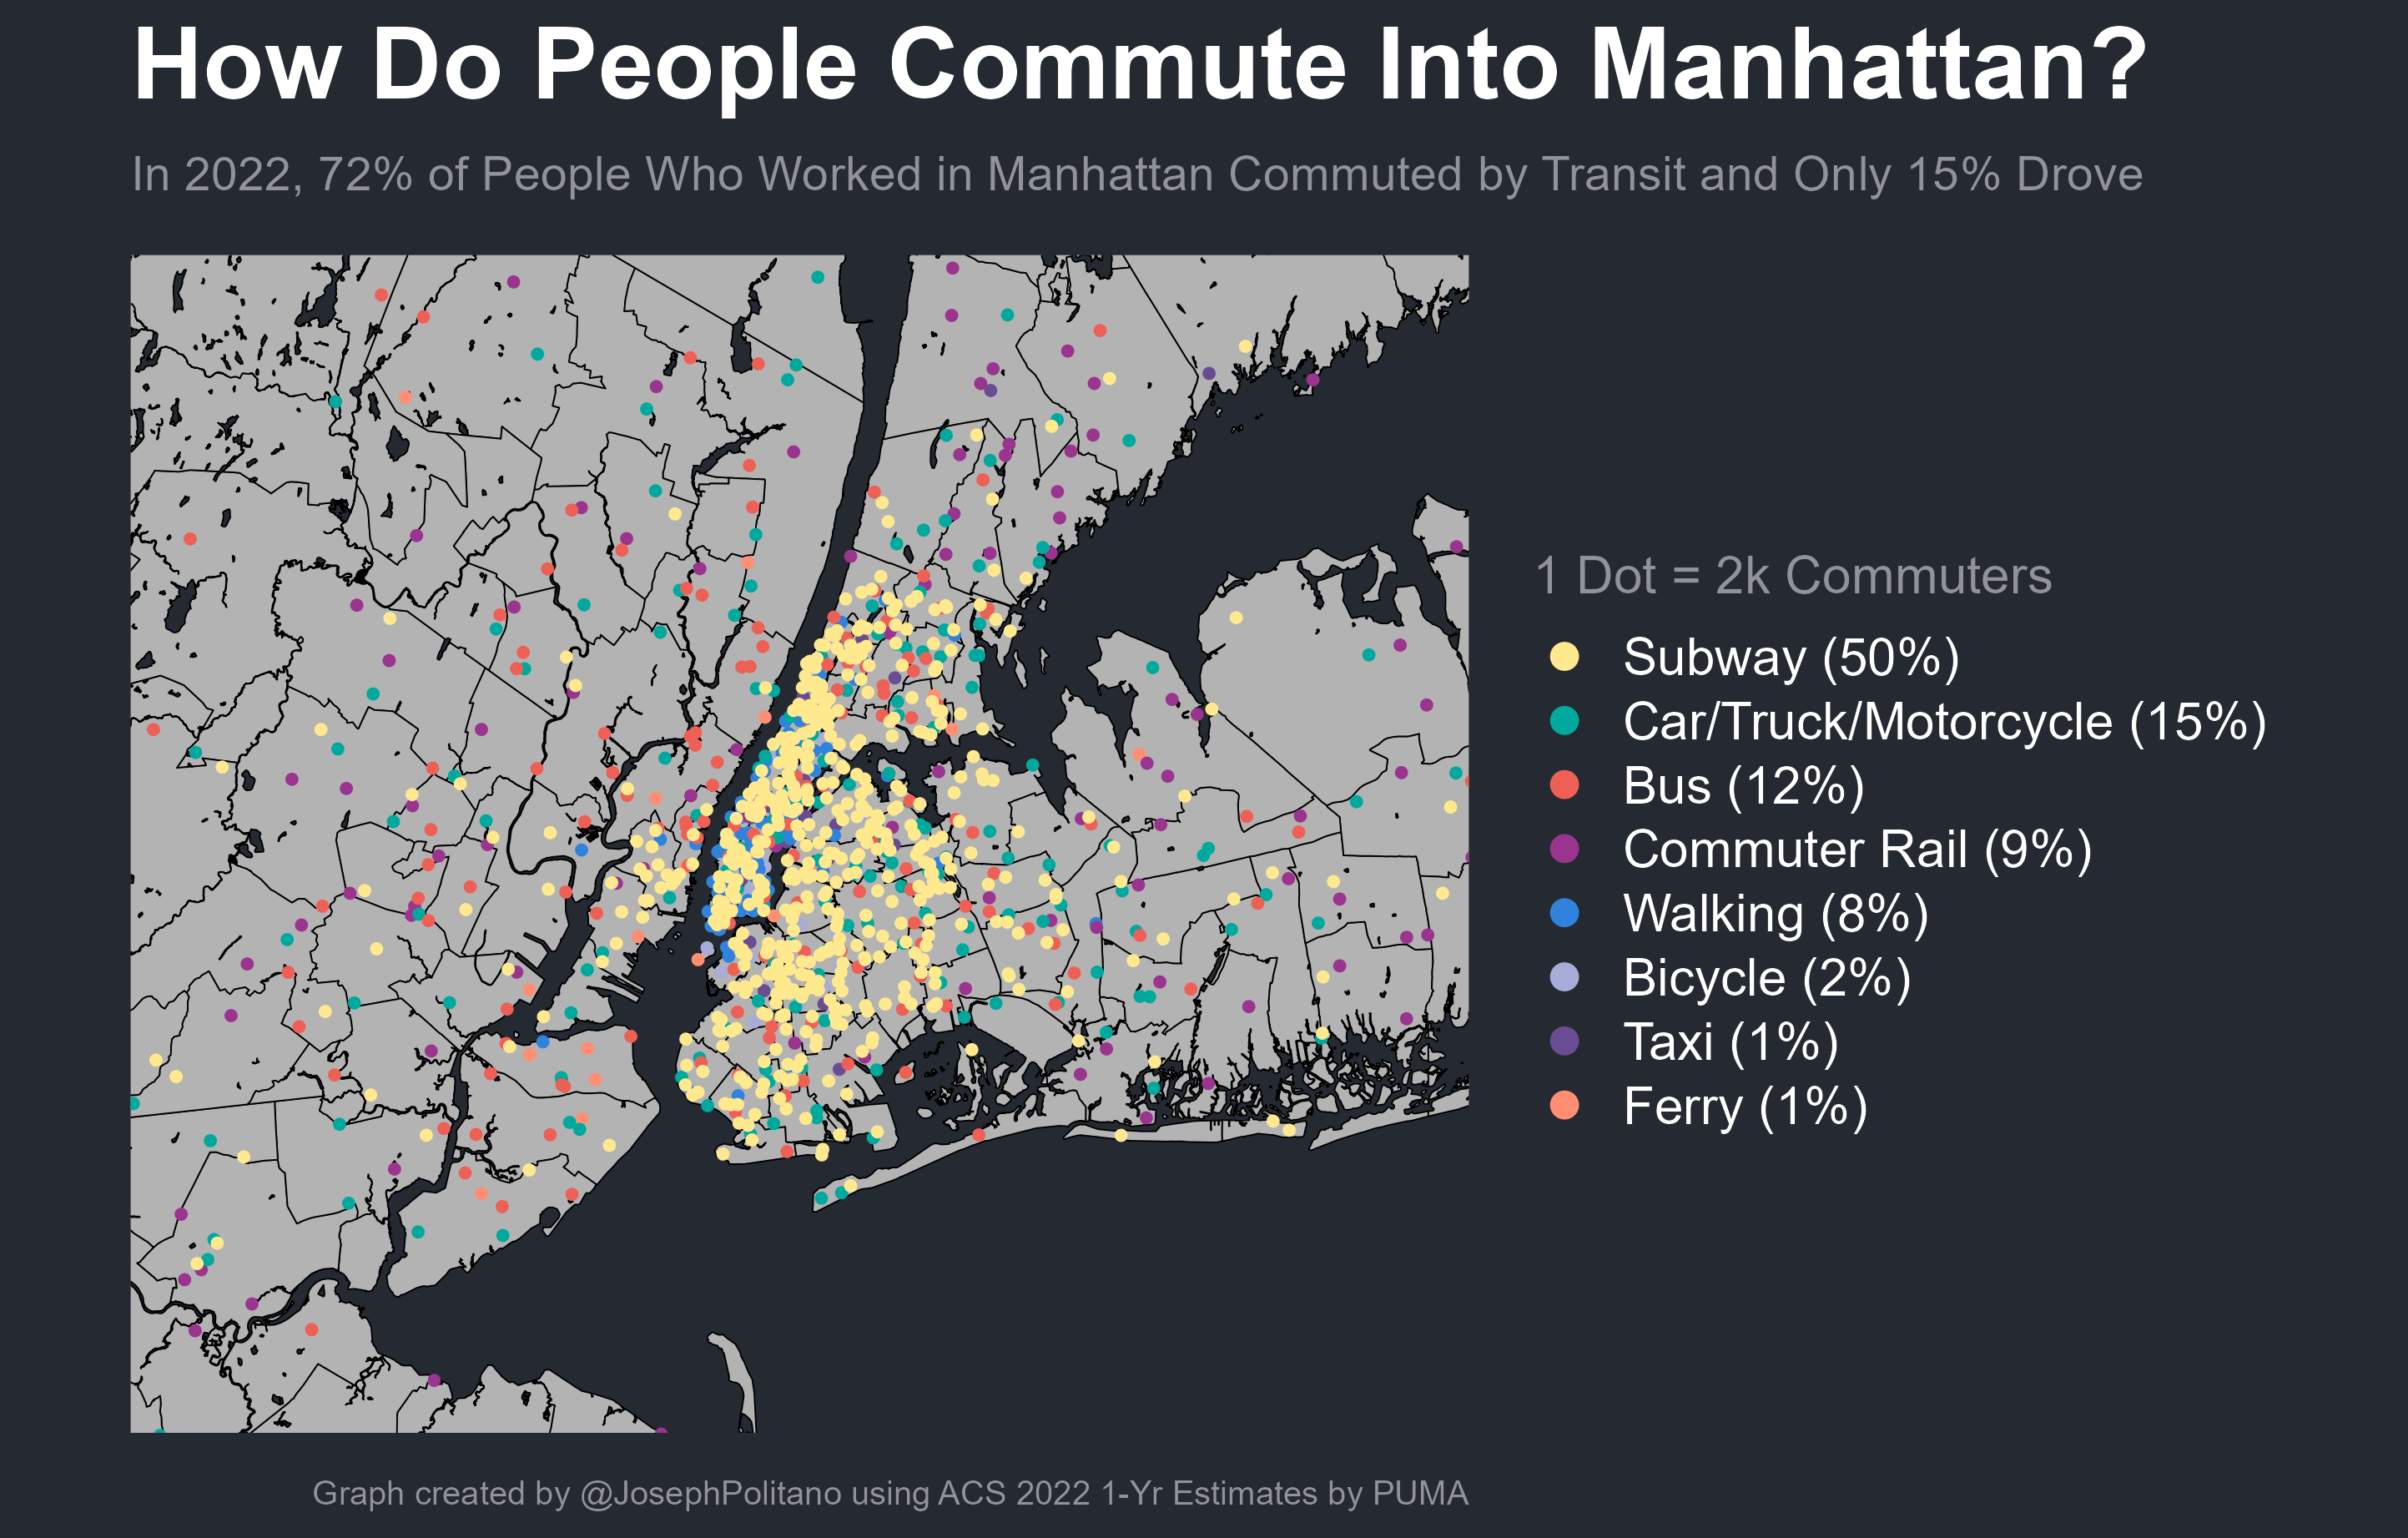 How Do People Commute Into Manhattan?
In 2022, 72% of People Who Worked in Manhattan Commuted by Transit and Only 15% Drove
1 Dot = 2k Commuters
Subway (50%)
Car/Truck/Motorcycle (15%)
Bus (12%)
Commuter Rail (9%)
Walking (8%)
Bicycle (2%)
Taxi (1%)
Ferry (1%)
Graph created by @JosephPolitano using ACS 2022 1-Yr Estimates by PUMA